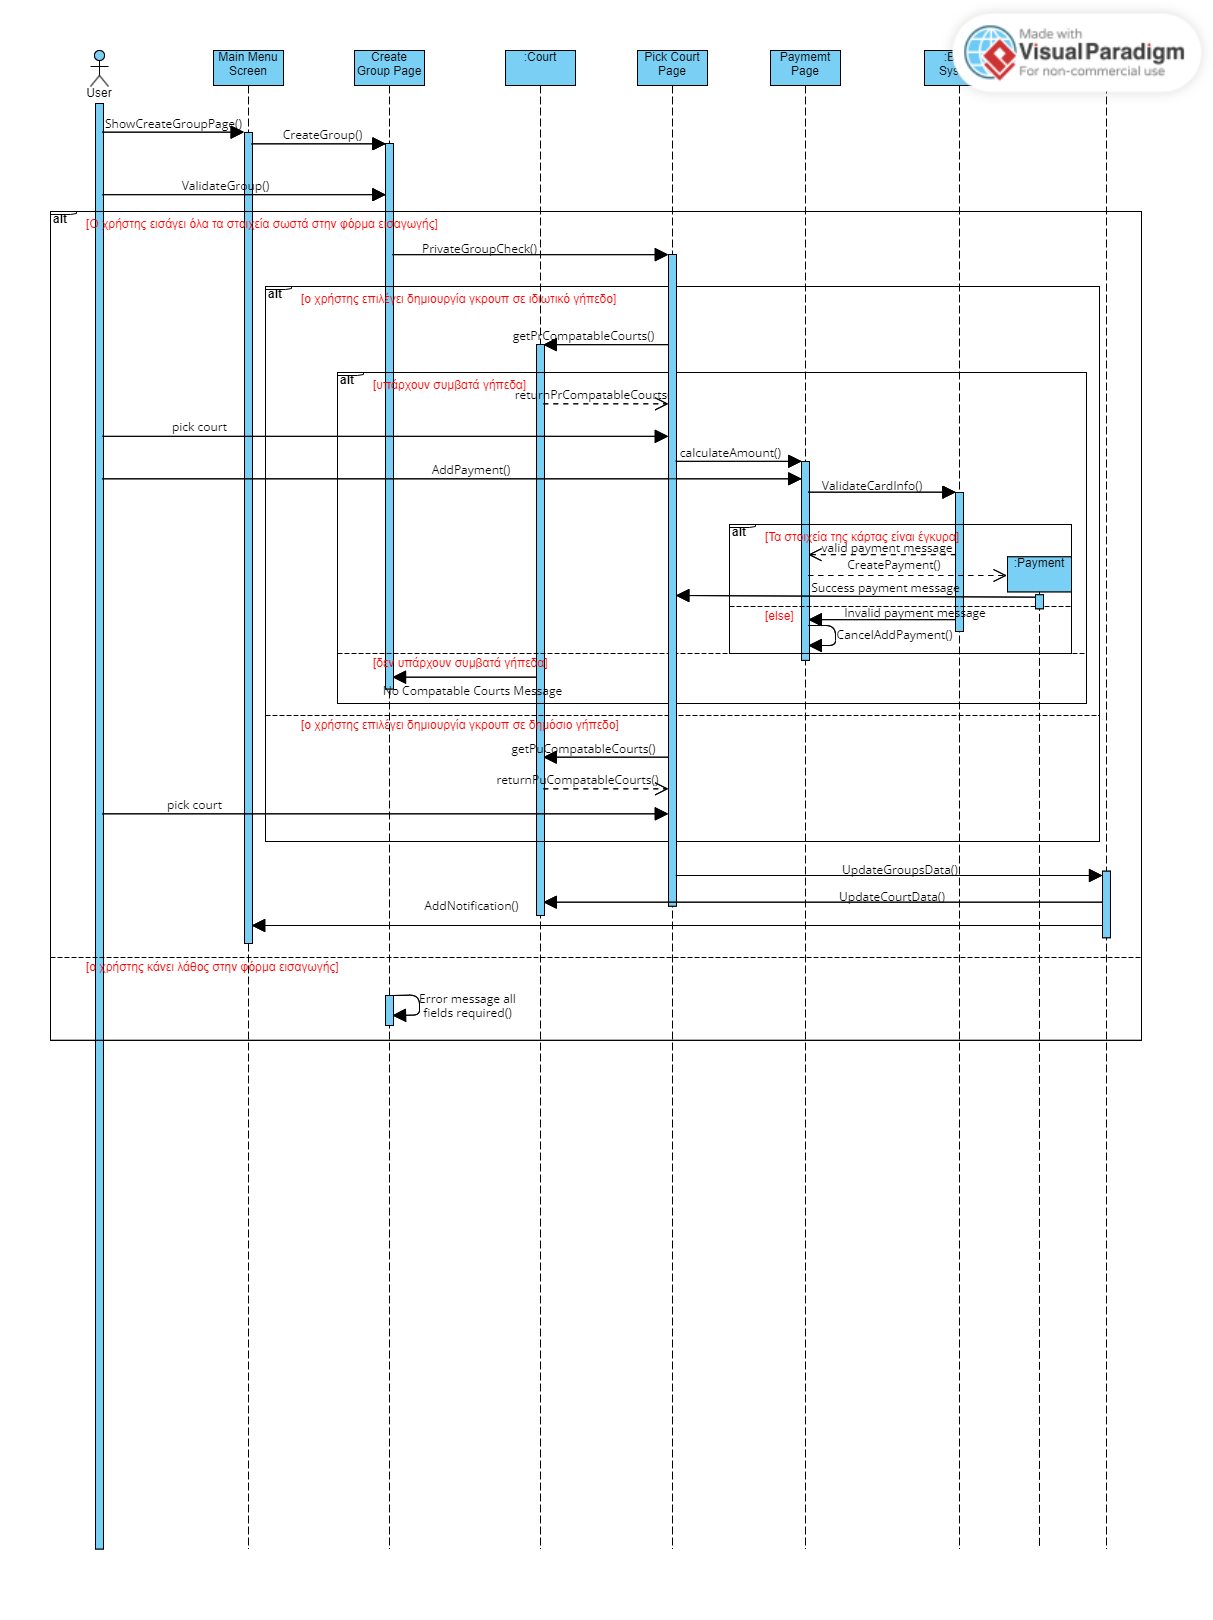 Made with
Visual Paradigm
For non-commercial use
User
Main Menu
Screen
Create
Group Page
:Court
Pick Court
Page
Paymemt
Page
ShowCreateGroupPage()
CreateGroup()
ValidateGroup()
alt
[Ο χρήστης εισάγει όλα τα στοιχεία σωστά στην φόρμα εισαγωγής]
PrivateGroupCheck()
alt
[ο χρήστης επιλέγει δημιουργία γκρουπ σε ιδιωτικό γήπεδο]
getPrCompatableCourts()
alt
[υπάρχουν συμβατά γήπεδα]
returnPrCompatableCourts
pick court
calculateAmount()
AddPayment()
ValidateCardInfo()
alt
[Τα στοιχεία της κάρτας είναι έγκυρα]
valid payment message
CreatePayment()
:Payment
Success payment message
[else]
Invalid payment message
CancelAddPayment()
[δεν υπάρχουν συμβατά γήπεδα]
No Compatable Courts Message
[ο χρήστης επιλέγει δημιουργία γκρουπ σε δημόσιο γήπεδο]
getPuCompatableCourts()
returnPuCompatableCourts()
pick court
UpdateGroupsData()
UpdateCourtData()
AddNotification()
[ο χρήστης κάνει λάθος στην φόρμα εισαγωγής]
Error message all
fields required()